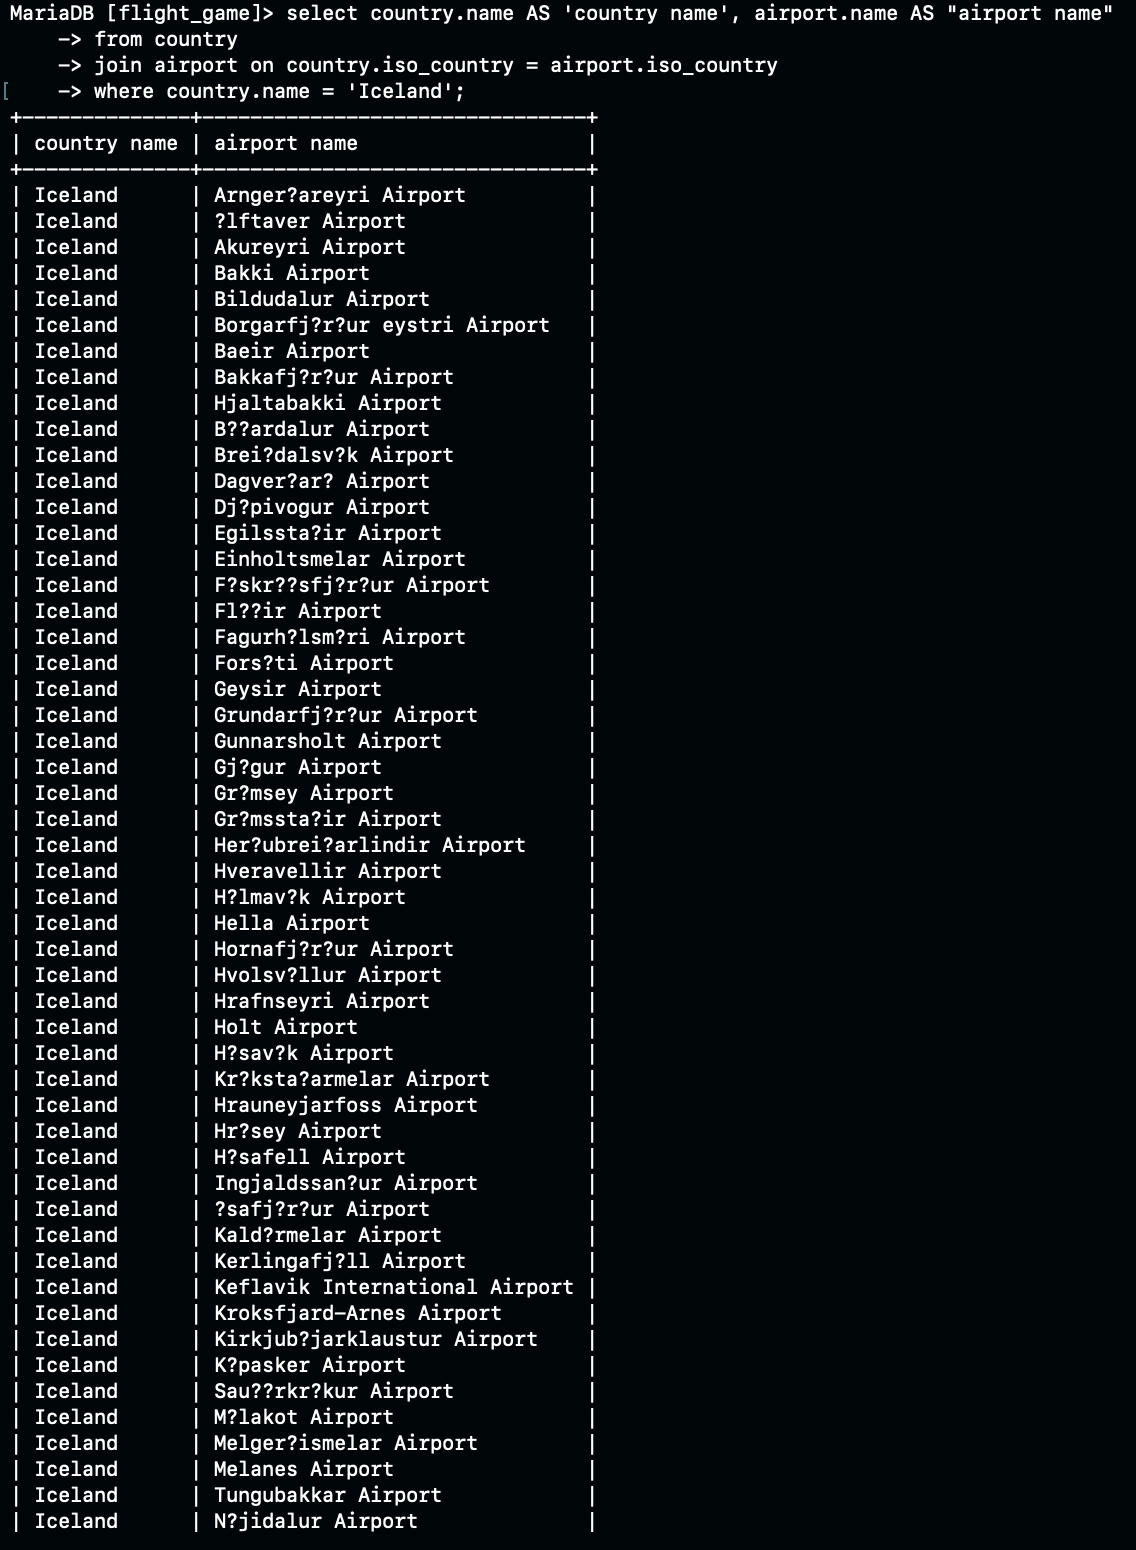 MariaDB [flight_game]> select country.name AS 'country name', airport.name AS "airport name"
    -> from country
    -> join airport on country.iso_country = airport.iso_country
[    -> where country.name = 'Iceland';
+--------------+--------------------------------+
| country name | airport name                   |
+--------------+--------------------------------+
| Iceland      | Arnger?areyri Airport          |
| Iceland      | ?lftaver Airport               |
| Iceland      | Akureyri Airport               |
| Iceland      | Bakki Airport                  |
| Iceland      | Bildudalur Airport             |
| Iceland      | Borgarfj?r?ur eystri Airport   |
| Iceland      | Baeir Airport                  |
| Iceland      | Bakkafj?r?ur Airport           |
| Iceland      | Hjaltabakki Airport            |
| Iceland      | B??ardalur Airport             |
| Iceland      | Brei?dalsv?k Airport           |
| Iceland      | Dagver?ar? Airport             |
| Iceland      | Dj?pivogur Airport             |
| Iceland      | Egilssta?ir Airport            |
| Iceland      | Einholtsmelar Airport          |
| Iceland      | F?skr??sfj?r?ur Airport        |
| Iceland      | Fl??ir Airport                 |
| Iceland      | Fagurh?lsm?ri Airport          |
| Iceland      | Fors?ti Airport                |
| Iceland      | Geysir Airport                 |
| Iceland      | Grundarfj?r?ur Airport         |
| Iceland      | Gunnarsholt Airport            |
| Iceland      | Gj?gur Airport                 |
| Iceland      | Gr?msey Airport                |
| Iceland      | Gr?mssta?ir Airport            |
| Iceland      | Her?ubrei?arlindir Airport     |
| Iceland      | Hveravellir Airport            |
| Iceland      | H?lmav?k Airport               |
| Iceland      | Hella Airport                  |
| Iceland      | Hornafj?r?ur Airport           |
| Iceland      | Hvolsv?llur Airport            |
| Iceland      | Hrafnseyri Airport             |
| Iceland      | Holt Airport                   |
| Iceland      | H?sav?k Airport                |
| Iceland      | Kr?ksta?armelar Airport        |
| Iceland      | Hrauneyjarfoss Airport         |
| Iceland      | Hr?sey Airport                 |
| Iceland      | H?safell Airport               |
| Iceland      | Ingjaldssan?ur Airport         |
| Iceland      | ?safj?r?ur Airport             |
| Iceland      | Kald?rmelar Airport            |
| Iceland      | Kerlingafj?ll Airport          |
| Iceland      | Keflavik International Airport |
| Iceland      | Kroksfjard-Arnes Airport       |
| Iceland      | Kirkjub?jarklaustur Airport    |
| Iceland      | K?pasker Airport               |
| Iceland      | Sau??rkr?kur Airport           |
| Iceland      | M?lakot Airport                |
| Iceland      | Melger?ismelar Airport         |
| Iceland      | Melanes Airport                |
| Iceland      | Tungubakkar Airport            |
| Iceland      | N?jidalur Airport              |